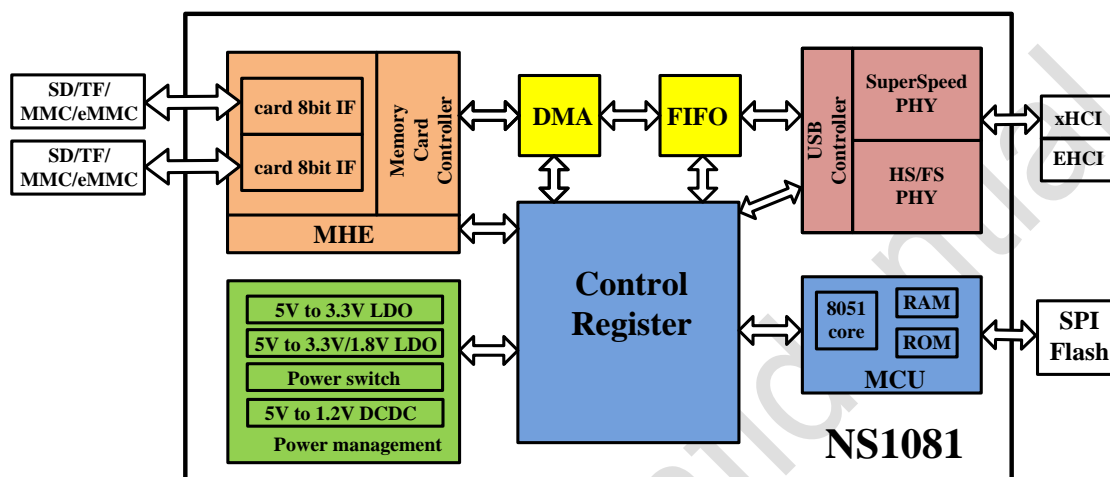 SD/TF/
MMC/eMMC
SD/TF/
MMC/eMMC
card 8bit IF
card 8bit IF
Memory
Card
Controller
MHE
DMA
FIFO
USB
Controller
SuperSpeed
PHY
HS/FS
PHY
xHCI
EHCI
5V to 3.3V LDO
5V to 3.3V/1.8V LDO
Power switch
5V to 1.2V DCDC
Power management
Control
Register
8051
core
RAM
ROM
MCU
SPI
Flash
NS1081